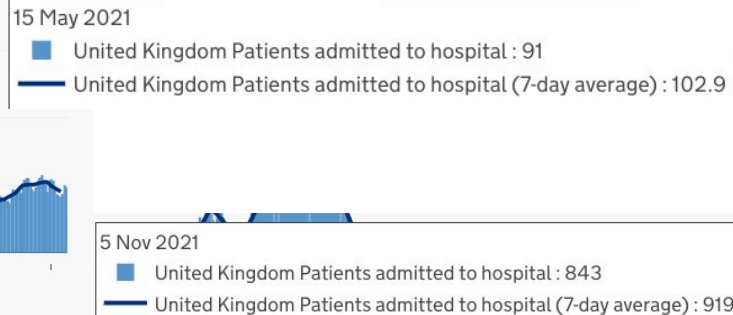 15 May 2021
United Kingdom Patients admitted to hospital : 91
United Kingdom Patients admitted to hospital (7-day average) : 102.9
5 Nov 2021
United Kingdom Patients admitted to hospital : 843
United Kingdom Patients admitted to hospital (7-day average) : 919